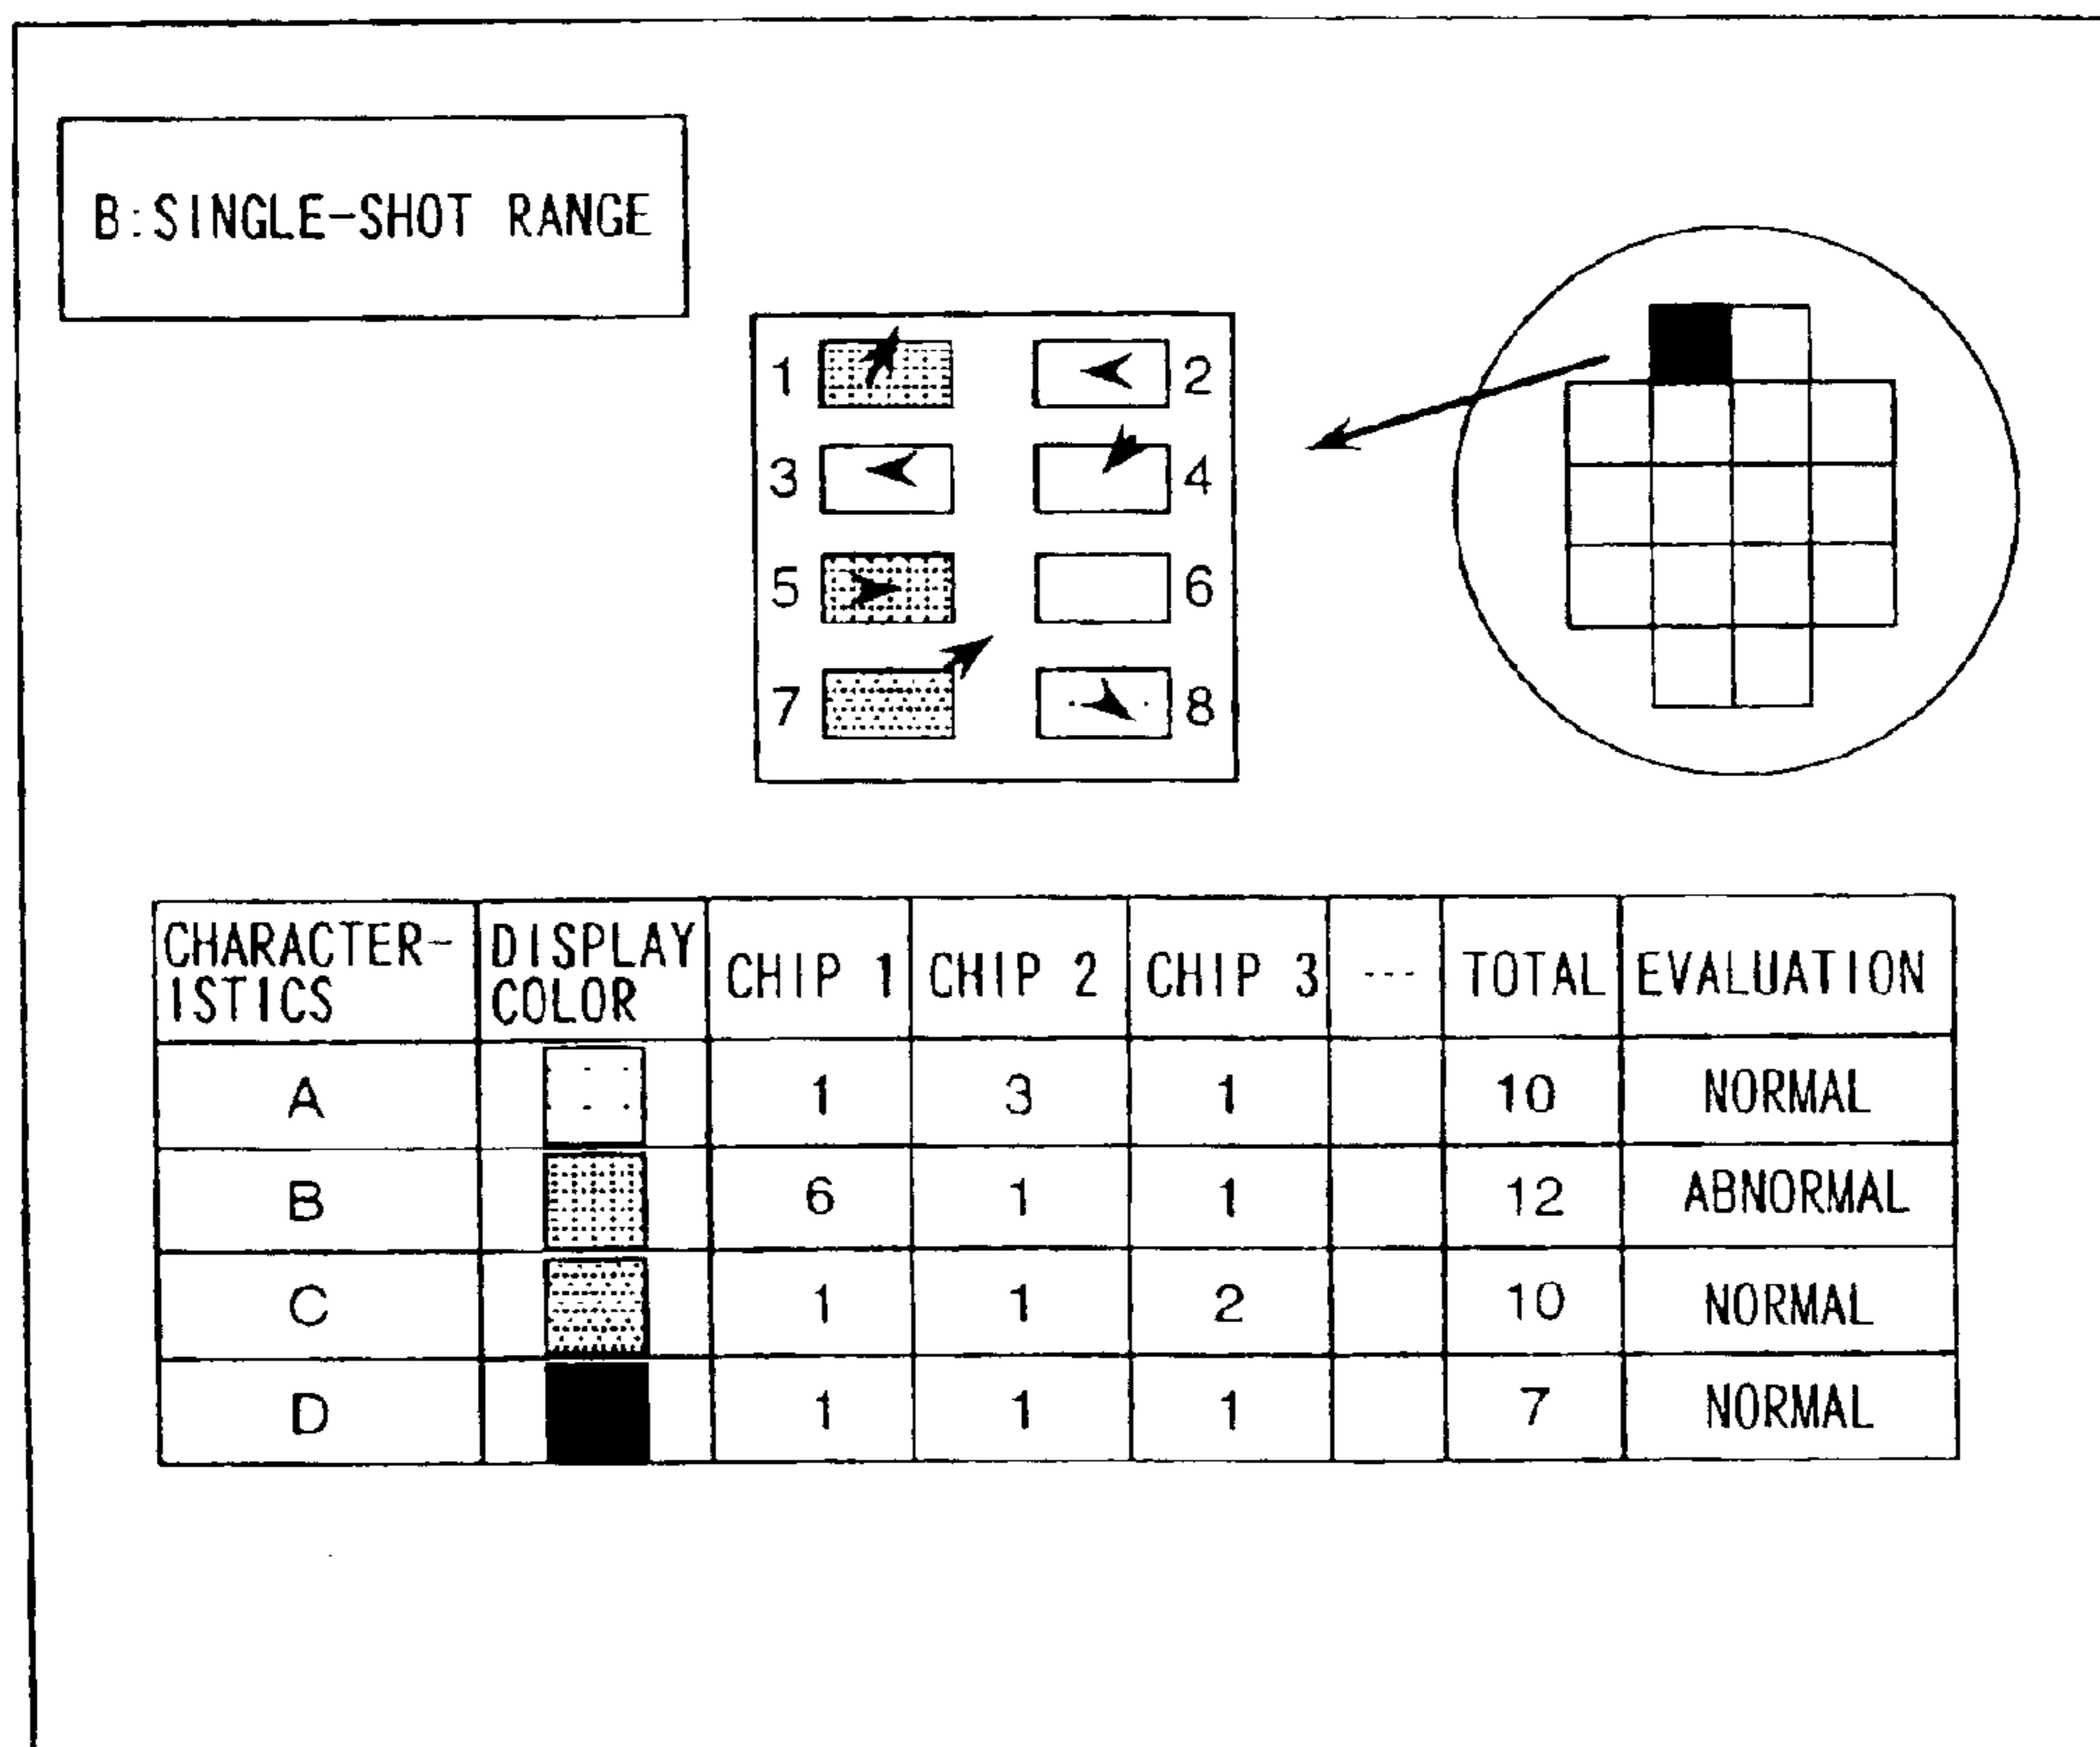 B:SINGLE-SHOT RANGE
1 2
3 4
5 6
7 8
CHARACTER-
ISTICS DISPLAY
COLOR CHIP 1 CHIP 2 CHIP 3 --- TOTAL EVALUATION
A 1 3 1 10 NORMAL
B 6 1 1 12 ABNORMAL
C 1 1 2 10 NORMAL
D 1 1 1 7 NORMAL